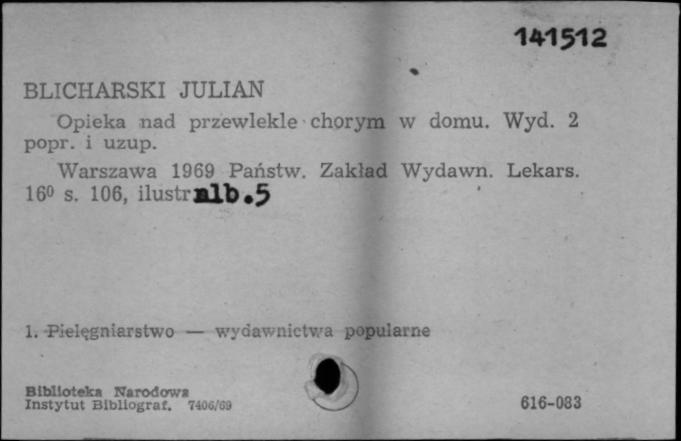 141512
BLICHARSKI JULIAN
Opieka nad przewlekle chorym w domu. Wyd. 2
popr. i uzup.
Warszawa 1969 Państw. Zakład Wydawn. Lekars.
16⁰ s. 106, ilustr nlb. 5
1. Pielęgniarstwo — wydawnictwa popularne
Biblioteka Narodowa
Instytut Bibliograf. 7406/69
616-083